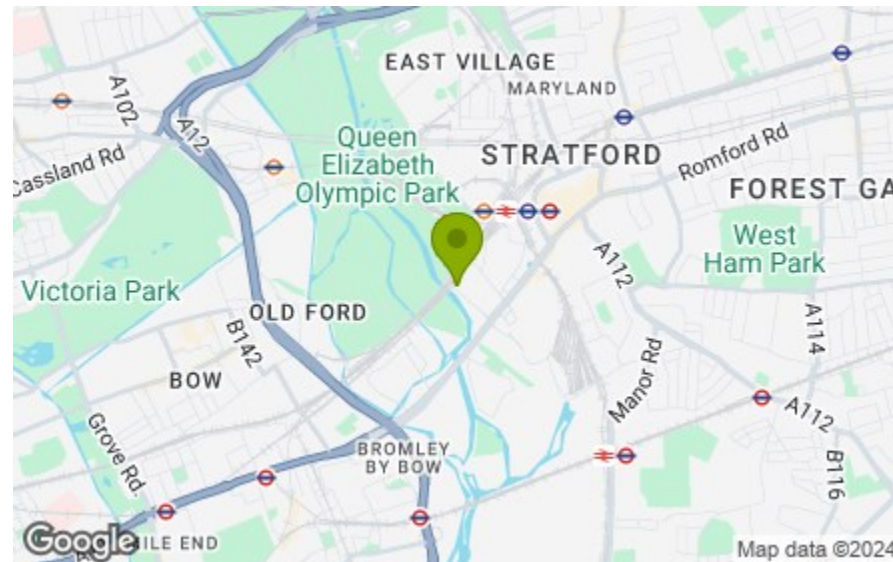 EAST VILLAGE
MARYLAND
A102
A12
Queen
Elizabeth
Olympic Park
STRATFORD
Romford Rd
Cassland Rd
FOREST GA
West
Ham Park
A112
Victoria Park
OLD FORD
B142
A114
BOW
Manor Rd
A112
Grove Rd.
BROMLEY
BY BOW
B116
MILE END
Google
Map data ©2024